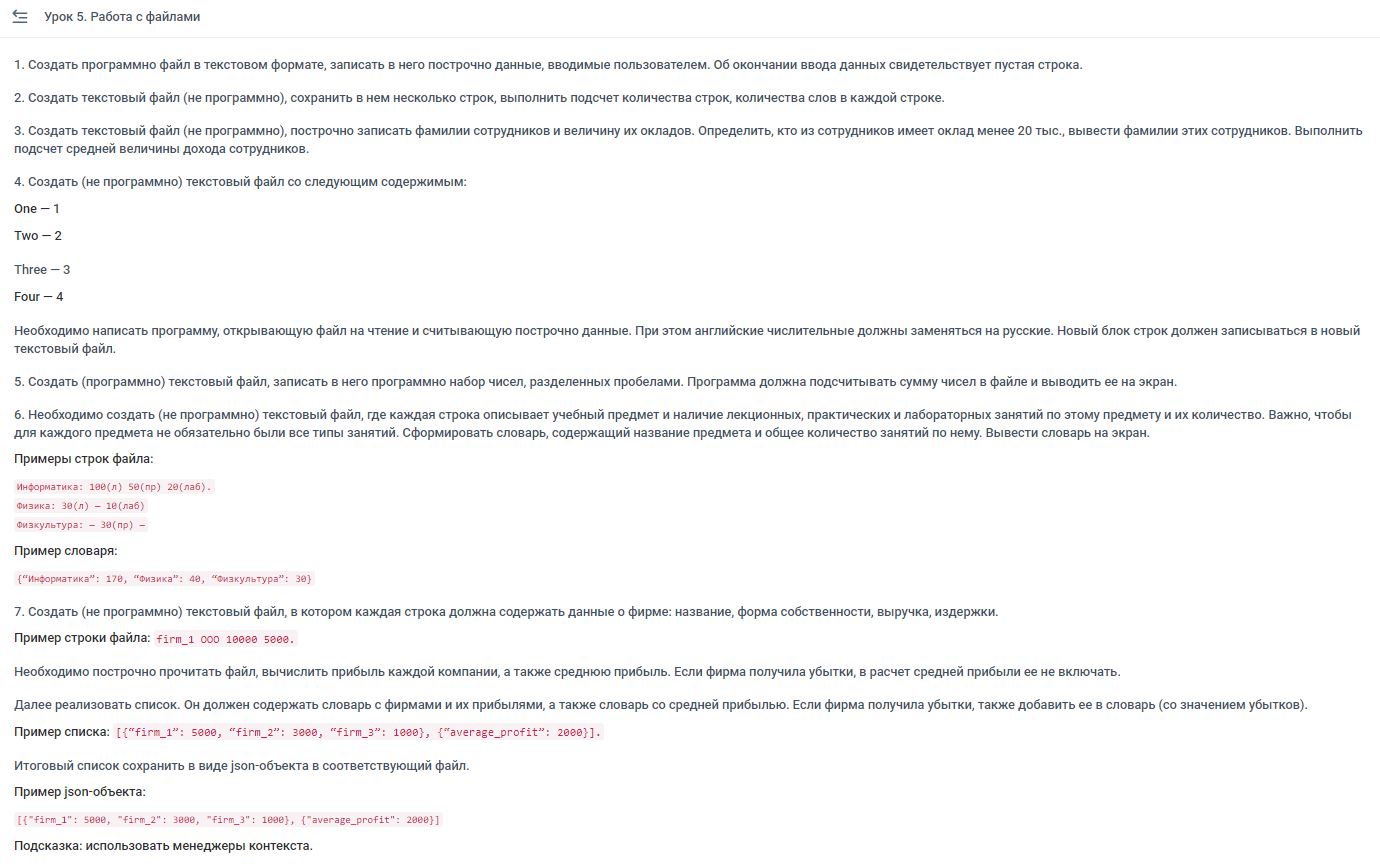 Урок 5. Работа с файлами
1. Создать программно файл в текстовом формате, записать в него построчно данные, вводимые пользователем. Об окончании ввода данных свидетельствует пустая строка.
2. Создать текстовый файл (не программно), сохранить в нем несколько строк, выполнить подсчет количества строк, количества слов в каждой строке.
3. Создать текстовый файл (не программно), построчно записать фамилии сотрудников и величину их окладов. Определить, кто из сотрудников имеет оклад менее 20 тыс., вывести фамилии этих сотрудников. Выполнить
подсчет средней величины дохода сотрудников.
4. Создать (не программно) текстовый файл со следующим содержимым:
One — 1
Two — 2
Three — 3
Four — 4
Необходимо написать программу, открывающую файл на чтение и считывающую построчно данные. При этом английские числительные должны заменяться на русские. Новый блок строк должен записываться в новый
текстовый файл.
5. Создать (программно) текстовый файл, записать в него программно набор чисел, разделенных пробелами. Программа должна подсчитывать сумму чисел в файле и выводить ее на экран.
6. Необходимо создать (не программно) текстовый файл, где каждая строка описывает учебный предмет и наличие лекционных, практических и лабораторных занятий по этому предмету и их количество. Важно, чтобы
для каждого предмета не обязательно были все типы занятий. Сформировать словарь, содержащий название предмета и общее количество занятий по нему. Вывести словарь на экран.
Примеры строк файла:
Информатика: 100(л) 50(пр) 20(лаб).
Физика: 30(л) — 10(лаб)
Физкультура: — 30(пр) —
Пример словаря:
{“Информатика”: 170, “Физика”: 40, “Физкультура”: 30}
7. Создать (не программно) текстовый файл, в котором каждая строка должна содержать данные о фирме: название, форма собственности, выручка, издержки.
Пример строки файла: firm_1 ООО 10000 5000.
Необходимо построчно прочитать файл, вычислить прибыль каждой компании, а также среднюю прибыль. Если фирма получила убытки, в расчет средней прибыли ее не включать.
Далее реализовать список. Он должен содержать словарь с фирмами и их прибылями, а также словарь со средней прибылью. Если фирма получила убытки, также добавить ее в словарь (со значением убытков).
Пример списка: [{“firm_1”: 5000, “firm_2”: 3000, “firm_3”: 1000}, {“average_profit”: 2000}].
Итоговый список сохранить в виде json-объекта в соответствующий файл.
Пример json-объекта:
[{"firm_1": 5000, "firm_2": 3000, "firm_3": 1000}, {"average_profit": 2000}]
Подсказка: использовать менеджеры контекста.